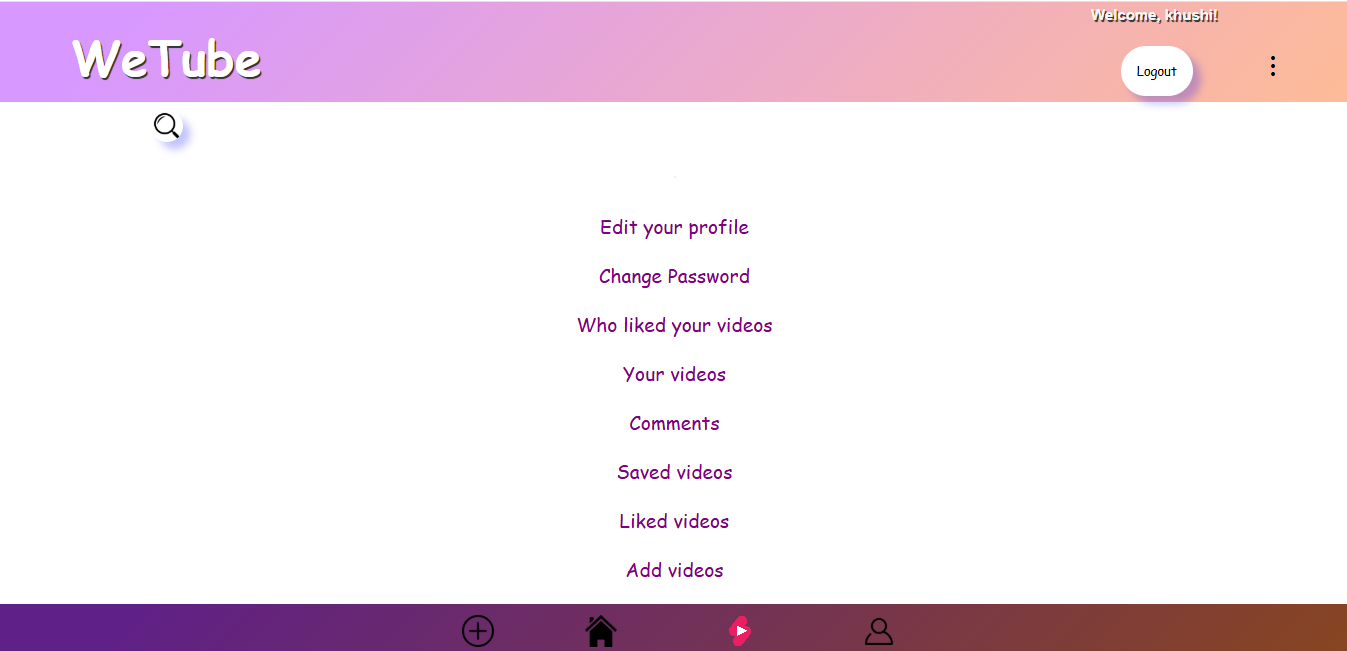 Welcome, khushi!
WeTube
Logout
Edit your profile
Change Password
Who liked your videos
Your videos
Comments
Saved videos
Liked videos
Add videos